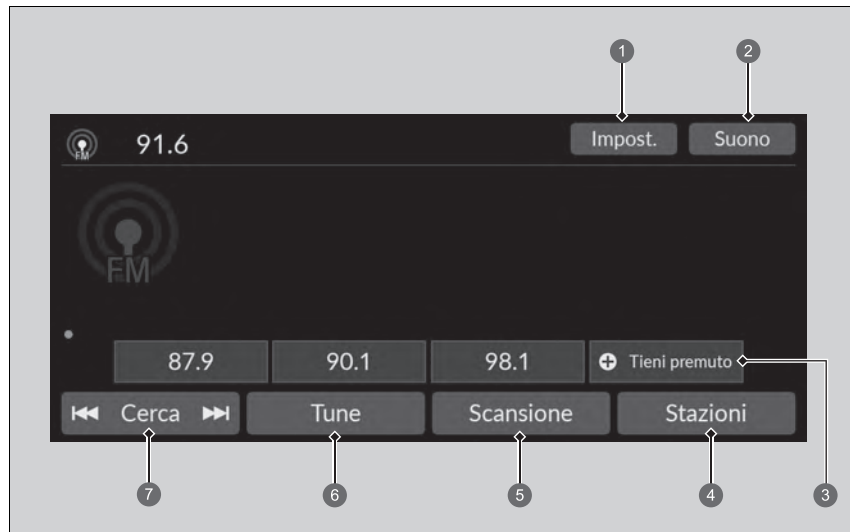 1 2
FM 91.6 Impost. Suono
FM
87.9 90.1 98.1 Tieni premuto
Cerca Tune Scansione Stazioni
7 6 5 4 3